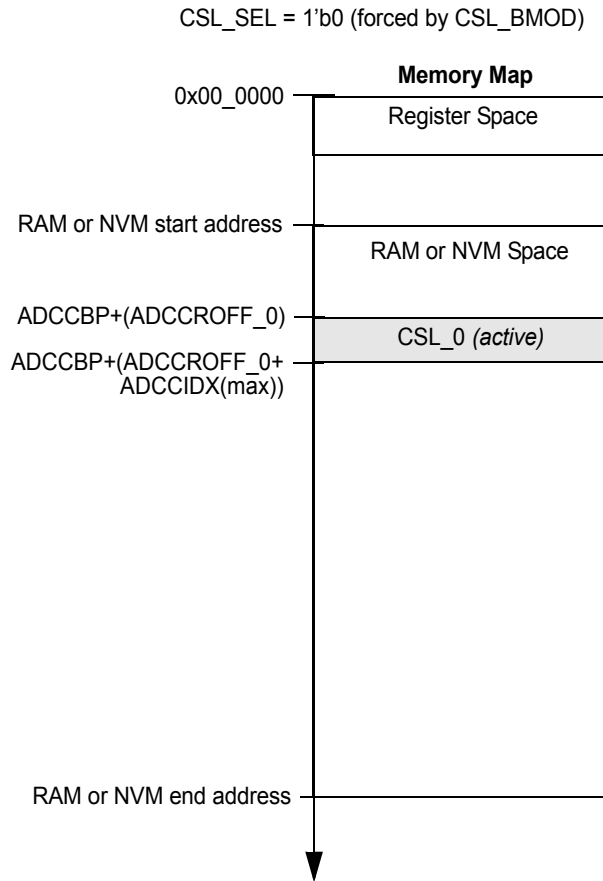 CSL_SEL = 1'b0 (forced by CSL_BMOD)
Memory Map
0x00_0000
Register Space
RAM or NVM start address
RAM or NVM Space
ADCCBP+(ADCCROFF_0)
CSL_0 (active)
ADCCBP+(ADCCROFF_0+
ADCCIDX(max))
RAM or NVM end address